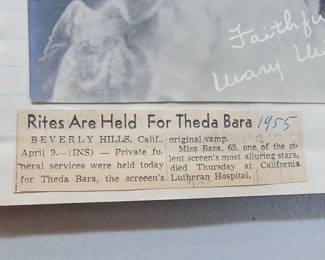 Faithfu
Mary
Rites Are Held For Theda Bara 1955
BEVERLY HILLS, Calif.,
April 9.—(INS) — Private fu-
neral services were held today
for Theda Bara, the screeen's
original vamp.
Miss Bara, 65, one of the si-
lent screen's most alluring stars,
died Thursday at California
Lutheran Hospital.